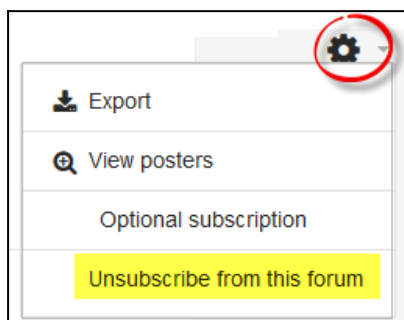 Export
View posters
Optional subscription
Unsubscribe from this forum